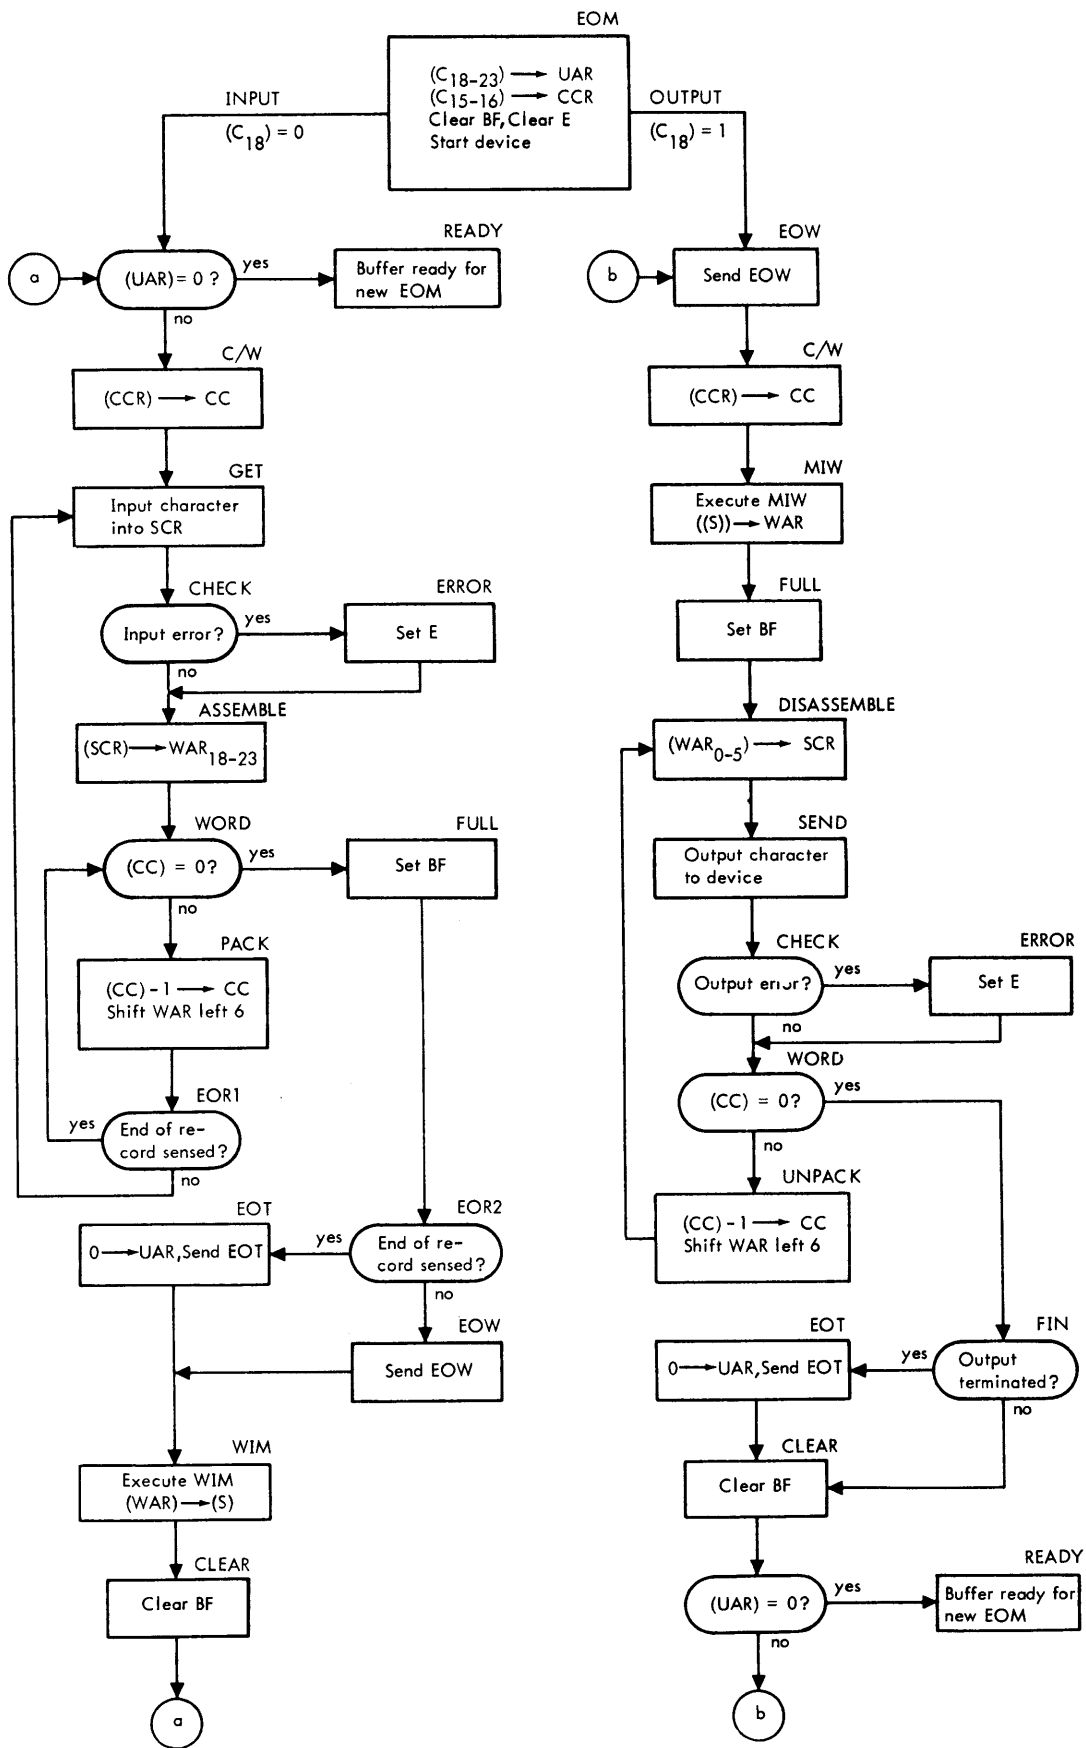 EOM
(C18-23) → UAR
(C15-16) → CCR
Clear BF, Clear E
Start device
INPUT
(C18) = 0
OUTPUT
(C18) = 1
a
(UAR) = 0 ?
yes
no
READY
Buffer ready for
new EOM
C/W
(CCR) → CC
GET
Input character
into SCR
CHECK
Input error?
yes
no
ERROR
Set E
ASSEMBLE
(SCR) → WAR18-23
WORD
(CC) = 0?
yes
no
FULL
Set BF
PACK
(CC) - 1 → CC
Shift WAR left 6
EOR1
End of re-
cord sensed?
yes
no
EOR2
End of re-
cord sensed?
yes
no
EOT
0 → UAR, Send EOT
EOW
Send EOW
WIM
Execute WIM
(WAR) → (S)
CLEAR
Clear BF
a
b
EOW
Send EOW
C/W
(CCR) → CC
MIW
Execute MIW
((S)) → WAR
FULL
Set BF
DISASSEMBLE
(WAR0-5) → SCR
SEND
Output character
to device
CHECK
Output error?
yes
no
ERROR
Set E
WORD
(CC) = 0?
yes
no
UNPACK
(CC) - 1 → CC
Shift WAR left 6
FIN
Output
terminated?
yes
no
EOT
0 → UAR, Send EOT
CLEAR
Clear BF
(UAR) = 0?
yes
no
READY
Buffer ready for
new EOM
b